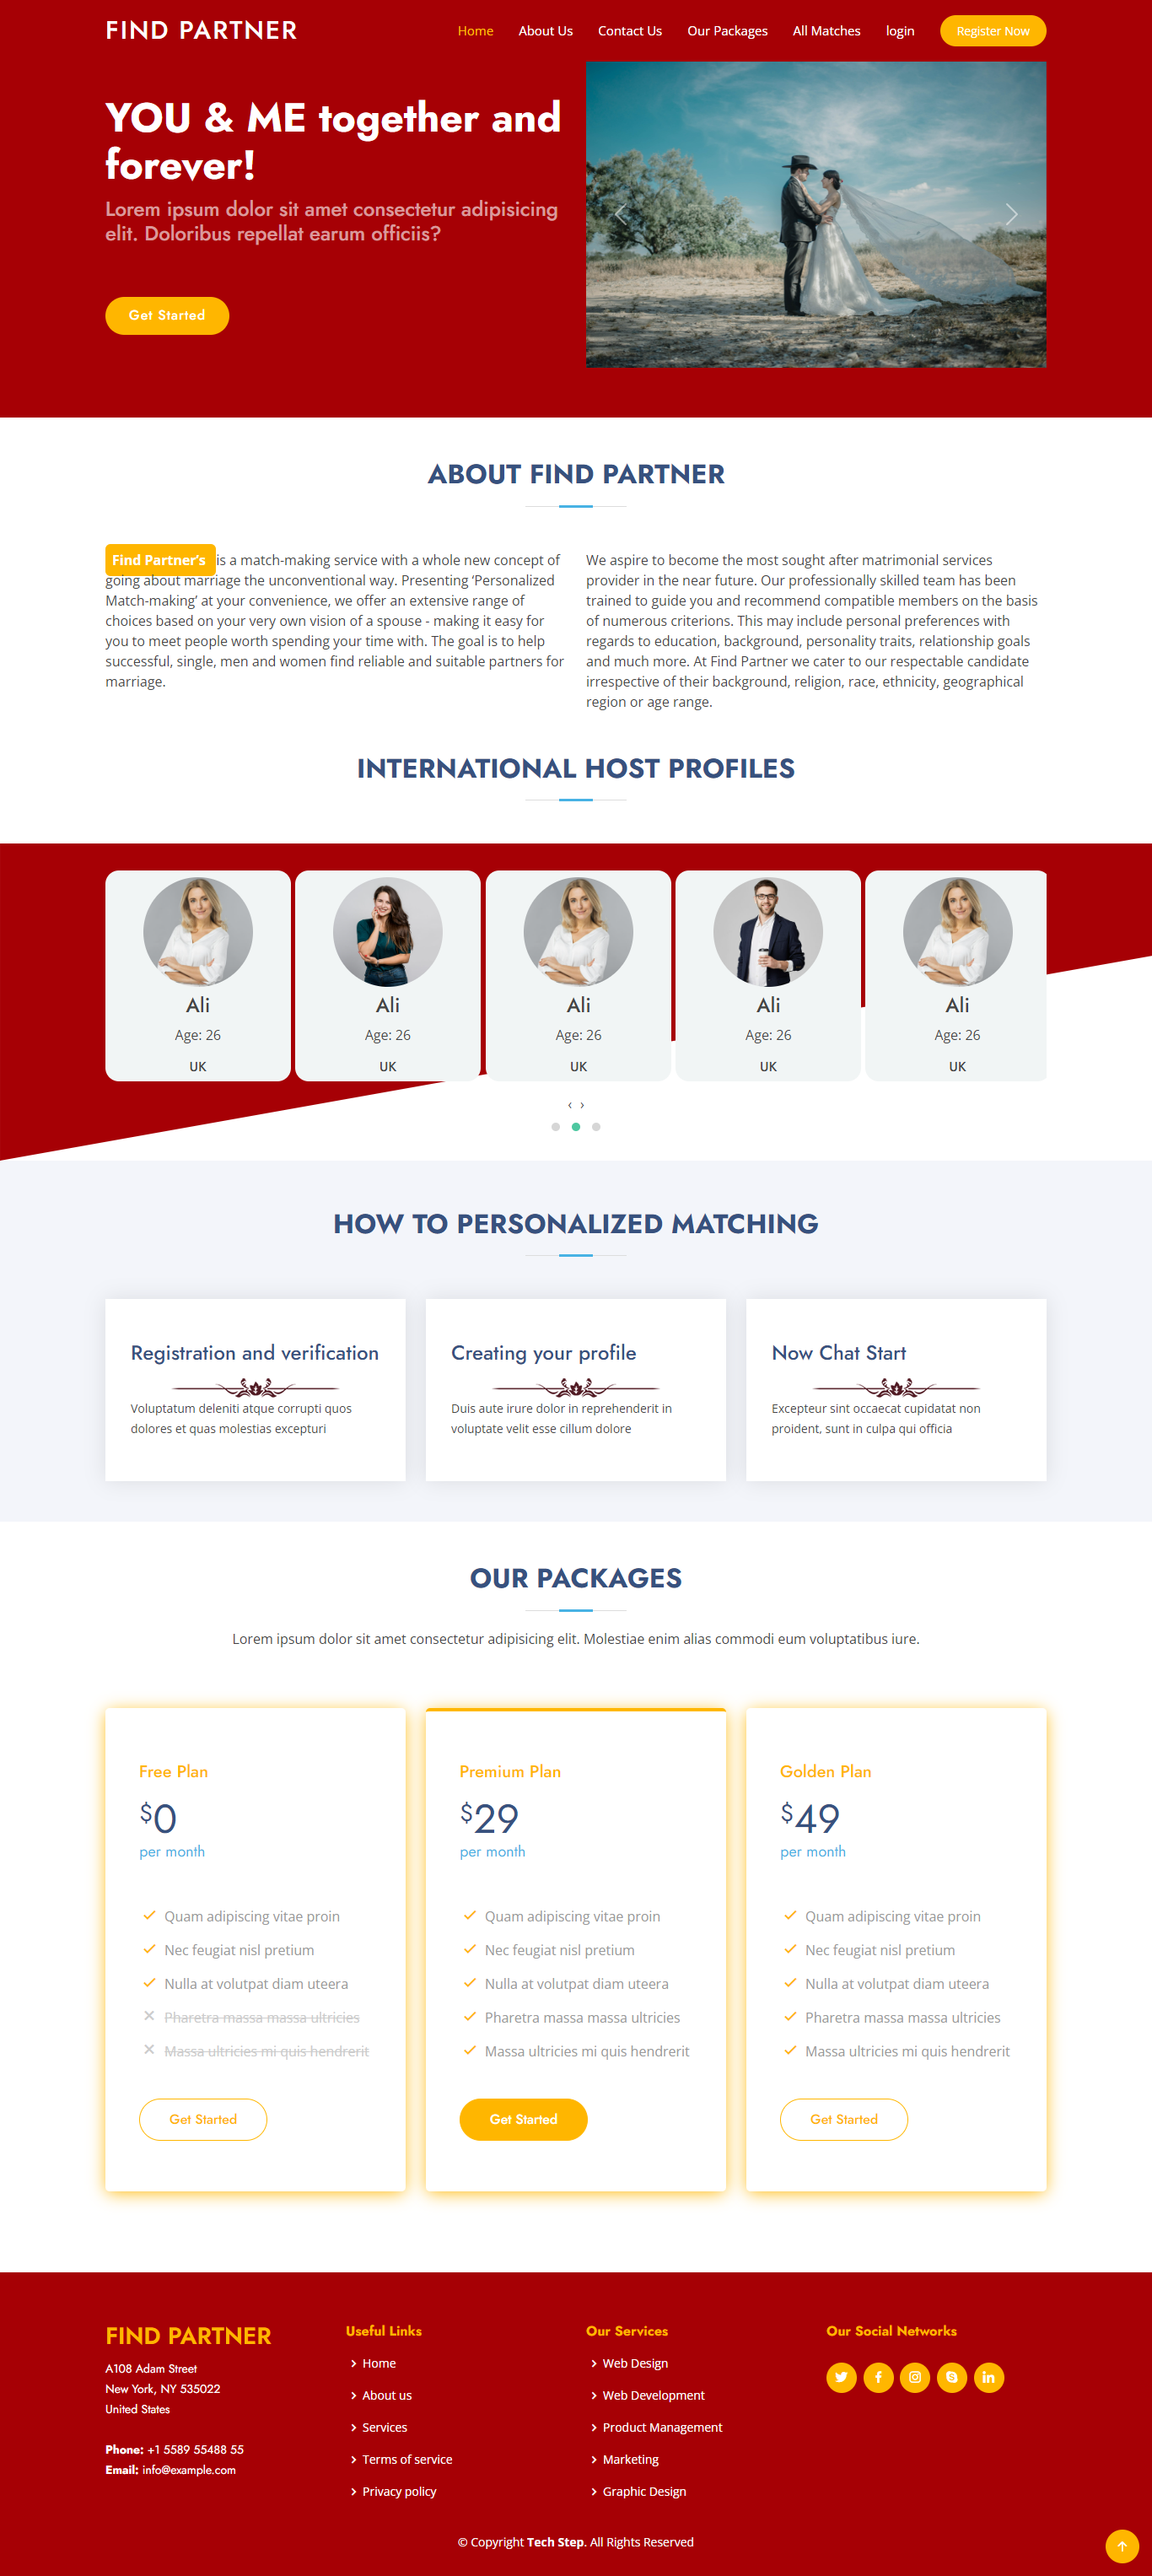 FIND PARTNER
Home About Us Contact Us Our Packages All Matches login Register Now
YOU & ME together and
forever!
Lorem ipsum dolor sit amet consectetur adipisicing
elit. Doloribus repellat earum officiis?
Get Started
ABOUT FIND PARTNER
Find Partner's is a match-making service with a whole new concept of
going about marriage the unconventional way. Presenting ‘Personalized
Match-making’ at your convenience, we offer an extensive range of
choices based on your very own vision of a spouse - making it easy for
you to meet people worth spending your time with. The goal is to help
successful, single, men and women find reliable and suitable partners for
marriage.
We aspire to become the most sought after matrimonial services
provider in the near future. Our professionally skilled team has been
trained to guide you and recommend compatible members on the basis
of numerous criterions. This may include personal preferences with
regards to education, background, personality traits, relationship goals
and much more. At Find Partner we cater to our respectable candidate
irrespective of their background, religion, race, ethnicity, geographical
region or age range.
INTERNATIONAL HOST PROFILES
Ali
Age: 26
UK
Ali
Age: 26
UK
Ali
Age: 26
UK
Ali
Age: 26
UK
Ali
Age: 26
UK
‹ ›
HOW TO PERSONALIZED MATCHING
Registration and verification
Voluptatum deleniti atque corrupti quos
dolores et quas molestias excepturi
Creating your profile
Duis aute irure dolor in reprehenderit in
voluptate velit esse cillum dolore
Now Chat Start
Excepteur sint occaecat cupidatat non
proident, sunt in culpa qui officia
OUR PACKAGES
Lorem ipsum dolor sit amet consectetur adipisicing elit. Molestiae enim alias commodi eum voluptatibus iure.
Free Plan
$0
per month
Quam adipiscing vitae proin
Nec feugiat nisl pretium
Nulla at volutpat diam uteera
Pharetra massa massa ultricies
Massa ultricies mi quis hendrerit
Get Started
Premium Plan
$29
per month
Quam adipiscing vitae proin
Nec feugiat nisl pretium
Nulla at volutpat diam uteera
Pharetra massa massa ultricies
Massa ultricies mi quis hendrerit
Get Started
Golden Plan
$49
per month
Quam adipiscing vitae proin
Nec feugiat nisl pretium
Nulla at volutpat diam uteera
Pharetra massa massa ultricies
Massa ultricies mi quis hendrerit
Get Started
FIND PARTNER
A108 Adam Street
New York, NY 535022
United States
Phone: +1 5589 55488 55
Email: info@example.com
Useful Links
Home
About us
Services
Terms of service
Privacy policy
Our Services
Web Design
Web Development
Product Management
Marketing
Graphic Design
Our Social Networks
© Copyright Tech Step. All Rights Reserved